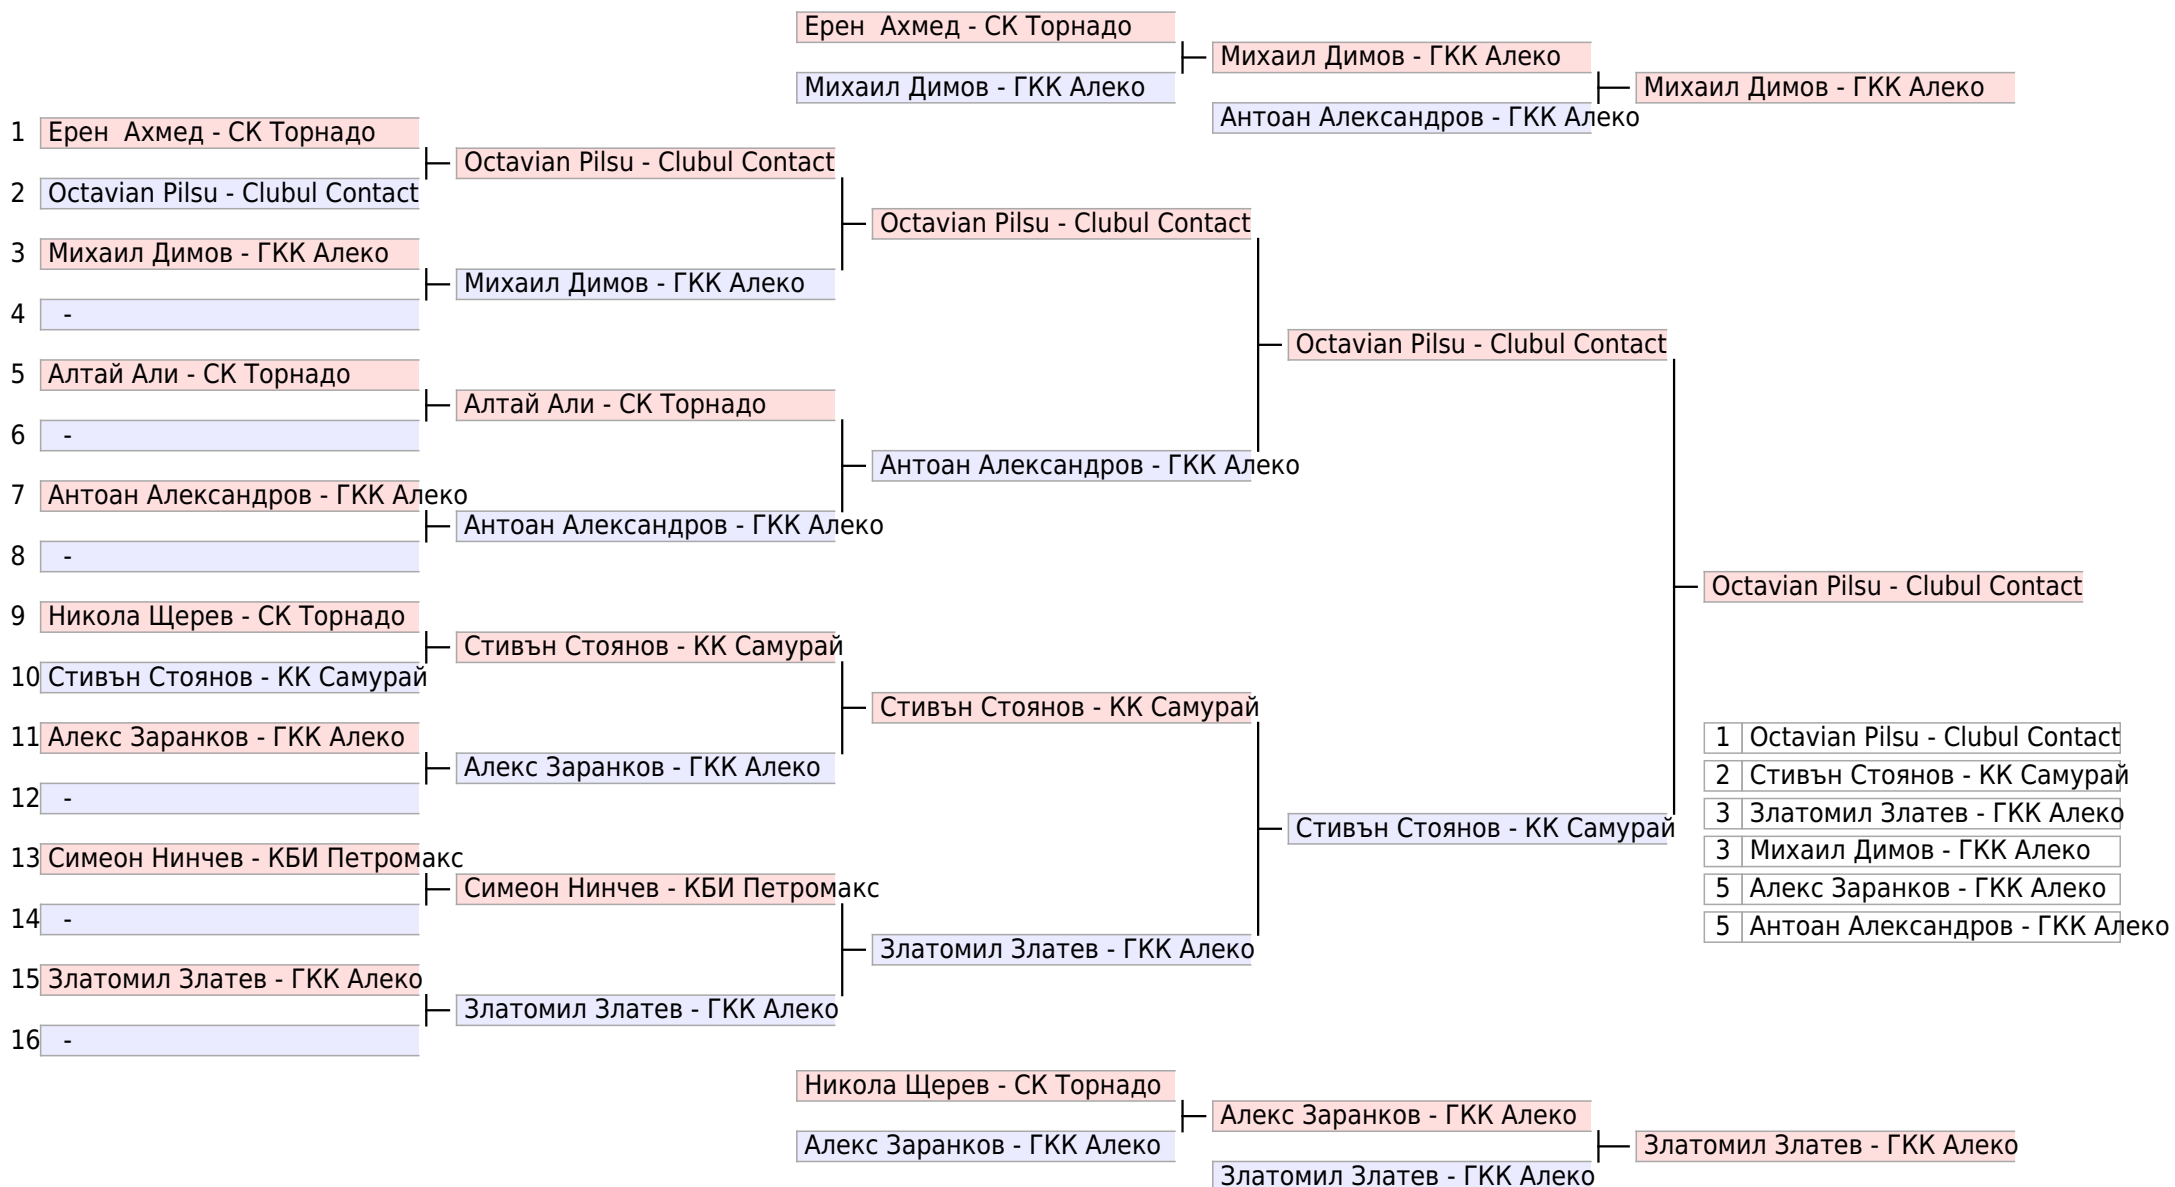 Ерен  Ахмед - СК Торнадо
Михаил Димов - ГКК Алеко
Михаил Димов - ГКК Алеко
Михаил Димов - ГКК Алеко
Антоан Александров - ГКК Алеко
1 Ерен  Ахмед - СК Торнадо
Octavian Pilsu - Clubul Contact
2 Octavian Pilsu - Clubul Contact
Octavian Pilsu - Clubul Contact
3 Михаил Димов - ГКК Алеко
Михаил Димов - ГКК Алеко
4 -
Octavian Pilsu - Clubul Contact
5 Алтай Али - СК Торнадо
Алтай Али - СК Торнадо
6 -
Антоан Александров - ГКК Алеко
7 Антоан Александров - ГКК Алеко
Антоан Александров - ГКК Алеко
8 -
Octavian Pilsu - Clubul Contact
9 Никола Щерев - СК Торнадо
Стивън Стоянов - КК Самурай
10 Стивън Стоянов - КК Самурай
Стивън Стоянов - КК Самурай
11 Алекс Заранков - ГКК Алеко
Алекс Заранков - ГКК Алеко
12 -
Стивън Стоянов - КК Самурай
13 Симеон Нинчев - КБИ Петромакс
Симеон Нинчев - КБИ Петромакс
14 -
Златомил Златев - ГКК Алеко
15 Златомил Златев - ГКК Алеко
Златомил Златев - ГКК Алеко
16 -
1 Octavian Pilsu - Clubul Contact
2 Стивън Стоянов - КК Самурай
3 Златомил Златев - ГКК Алеко
3 Михаил Димов - ГКК Алеко
5 Алекс Заранков - ГКК Алеко
5 Антоан Александров - ГКК Алеко
Никола Щерев - СК Торнадо
Алекс Заранков - ГКК Алеко
Алекс Заранков - ГКК Алеко
Златомил Златев - ГКК Алеко
Златомил Златев - ГКК Алеко